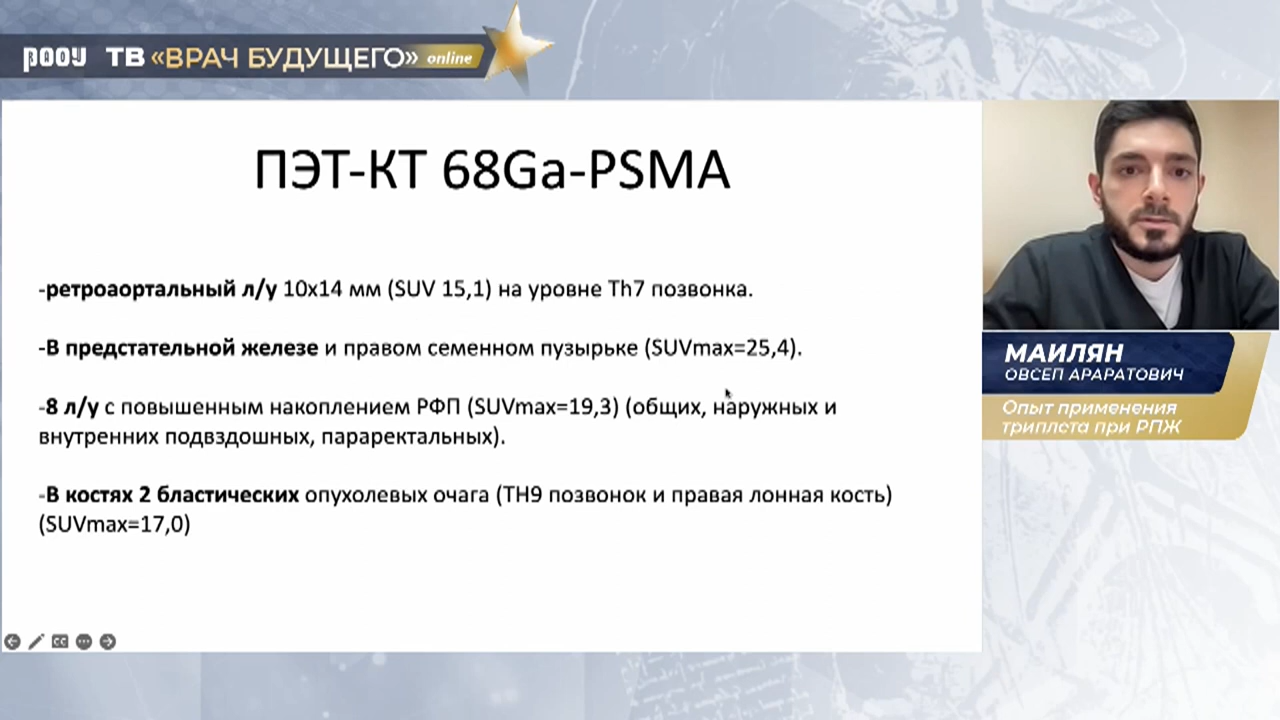 РООУ ТВ «ВРАЧ БУДУЩЕГО» online
ПЭТ-КТ 68Ga-PSMA
-ретроаортальный л/у 10х14 мм (SUV 15,1) на уровне Th7 позвонка.
-В предстательной железе и правом семенном пузырьке (SUVmax=25,4).
-8 л/у с повышенным накоплением РФП (SUVmax=19,3) (общих, наружных и
внутренних подвздошных, параректальных).
-В костях 2 бластических опухолевых очага (TH9 позвонок и правая лонная кость)
(SUVmax=17,0)
CC
МАИЛЯН
ОВСЕП АРАРАТОВИЧ
Опыт применения
триплета при РПЖ